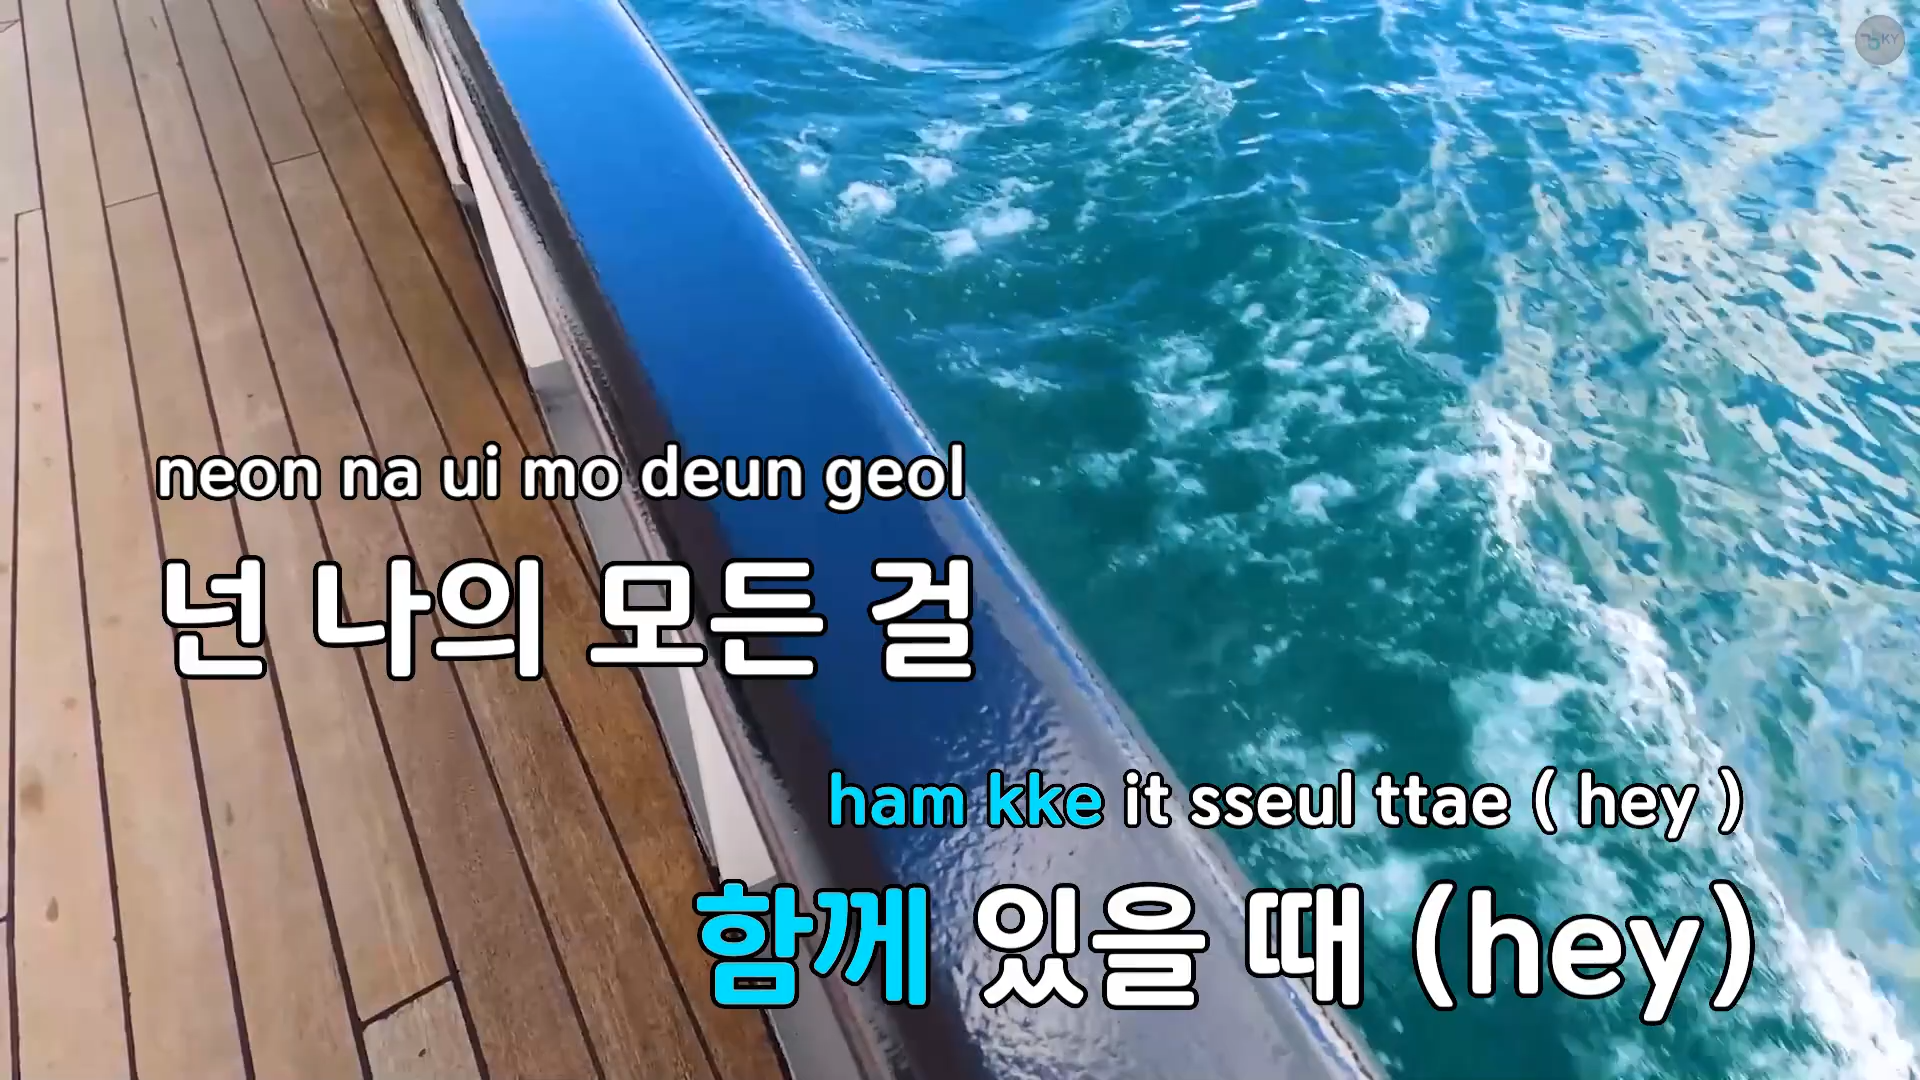 KY
neon na ui mo deun geol
넌 나의 모든 걸
ham kke it sseul ttae ( hey )
함께 있을 때 (hey)